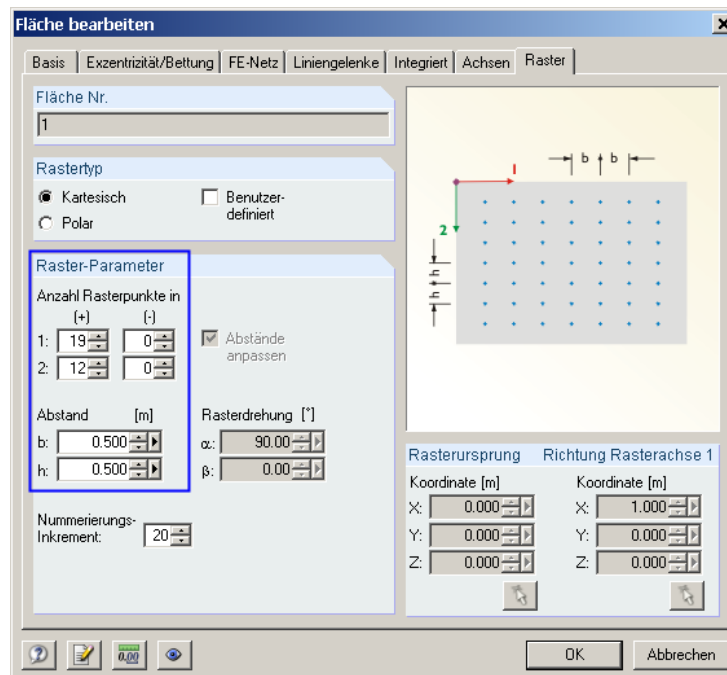 Fläche bearbeiten
Basis Exzentrizität/Bettung FE-Netz Liniengelenke Integriert Achsen Raster
Fläche Nr.
1
Rastertyp
Kartesisch
Polar
Benutzer-
definiert
Raster-Parameter
Anzahl Rasterpunkte in
(+) (-)
1: 19 0
2: 12 0
Abstände
anpassen
Abstand [m]
b: 0.500
h: 0.500
Rasterdrehung [°]
α: 90.00
β: 0.00
Nummerierungs-
Inkrement: 20
b b
1
2
h
h
Rasterursprung
Koordinate [m]
X: 0.000
Y: 0.000
Z: 0.000
Richtung Rasterachse 1
Koordinate [m]
X: 1.000
Y: 0.000
Z: 0.000
0.00
OK Abbrechen